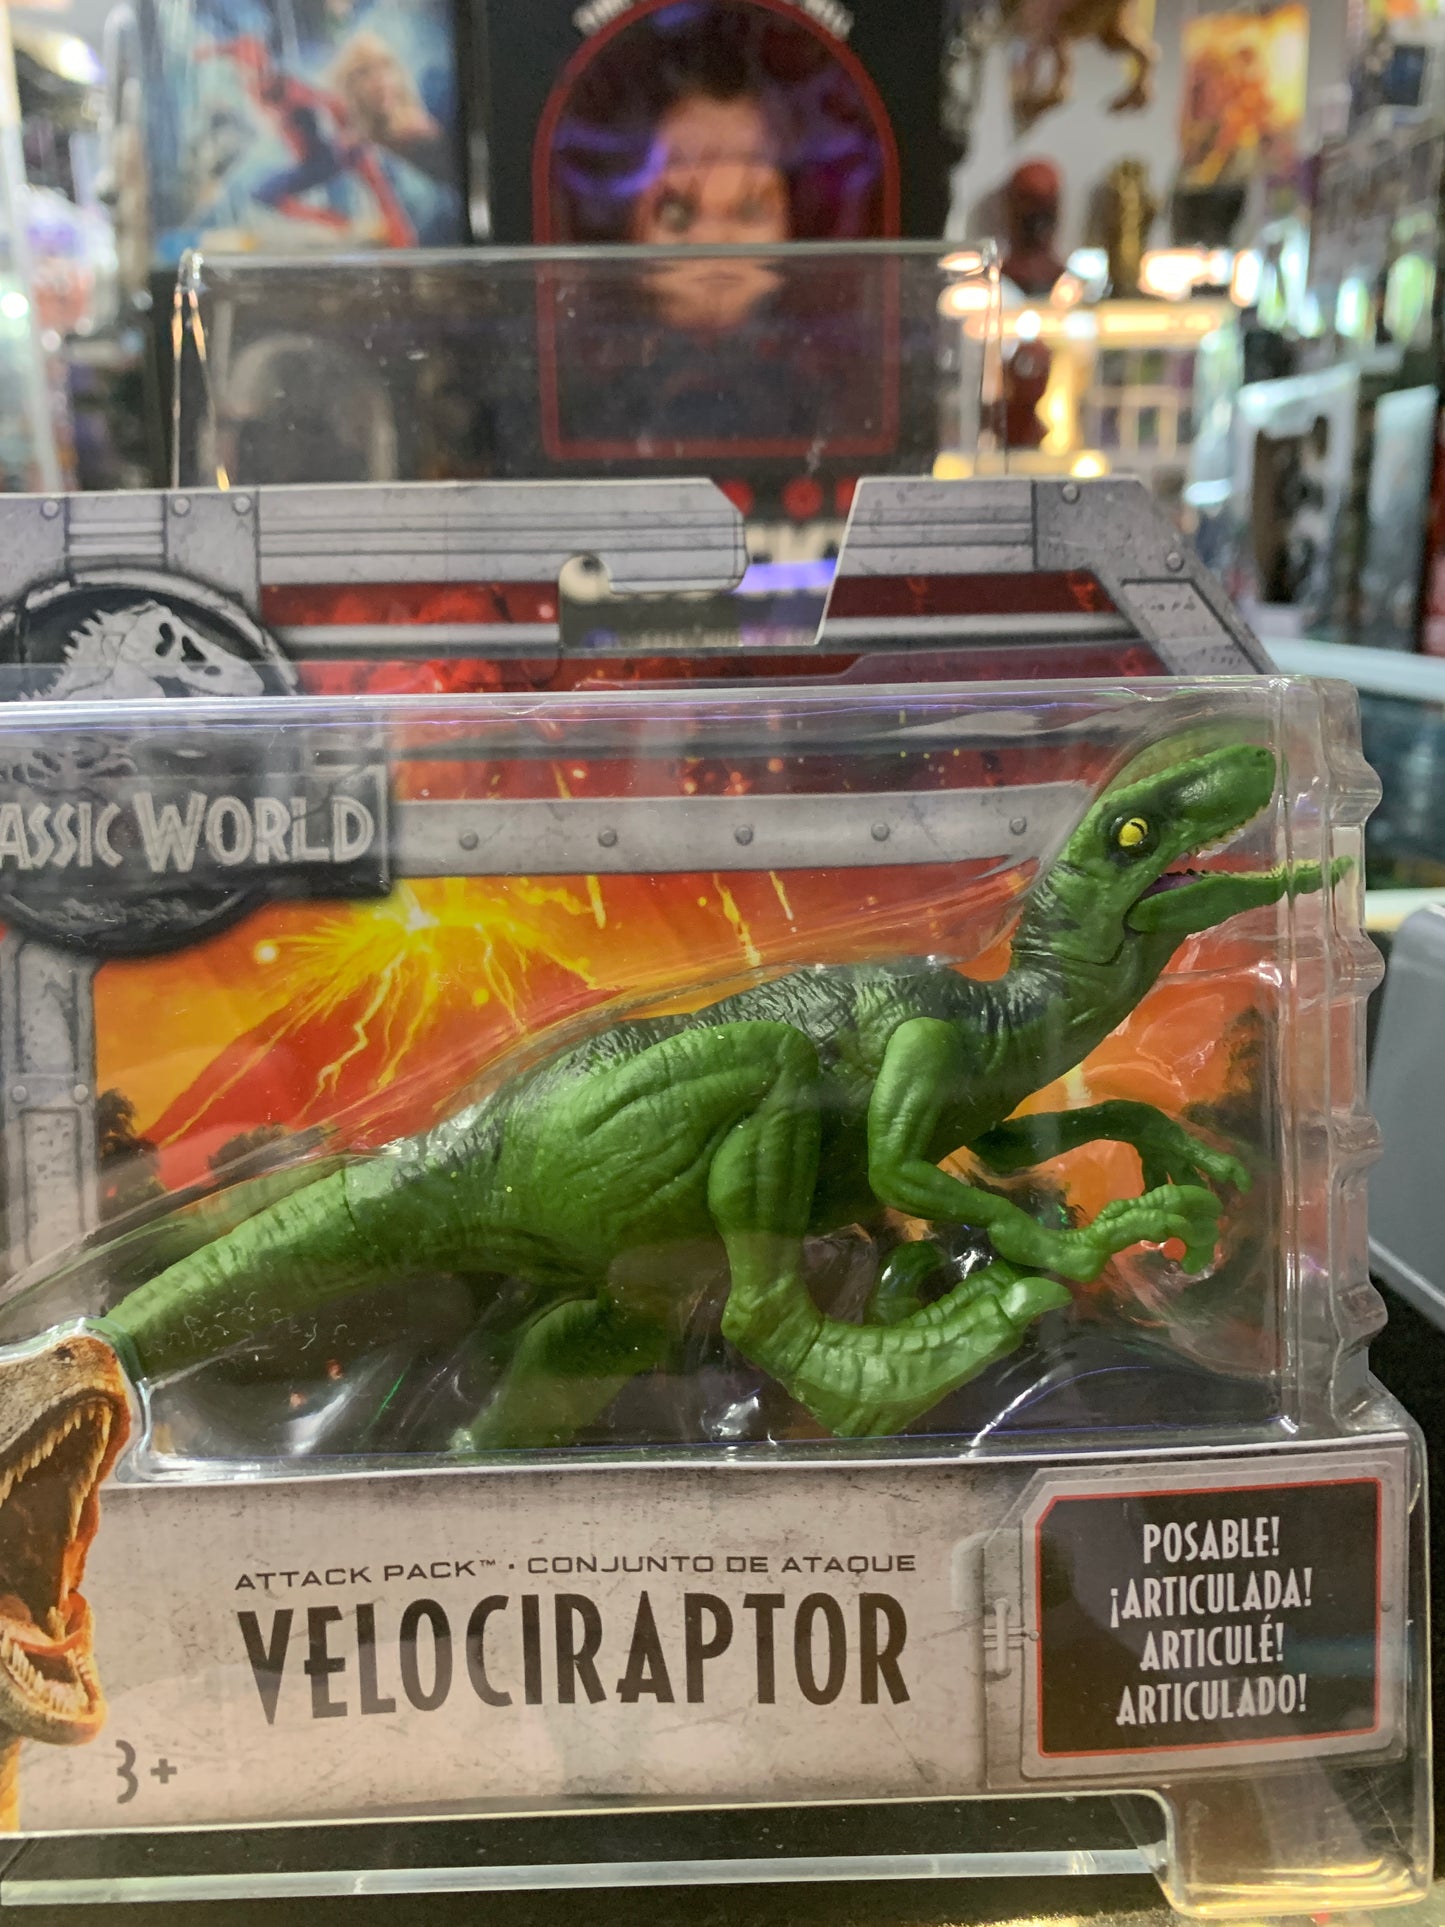 ASSIC WORLD
ATTACK PACK™ · CONJUNTO DE ATAQUE
VELOCIRAPTOR
3+
POSABLE!
¡ARTICULADA!
ARTICULÉ!
ARTICULADO!